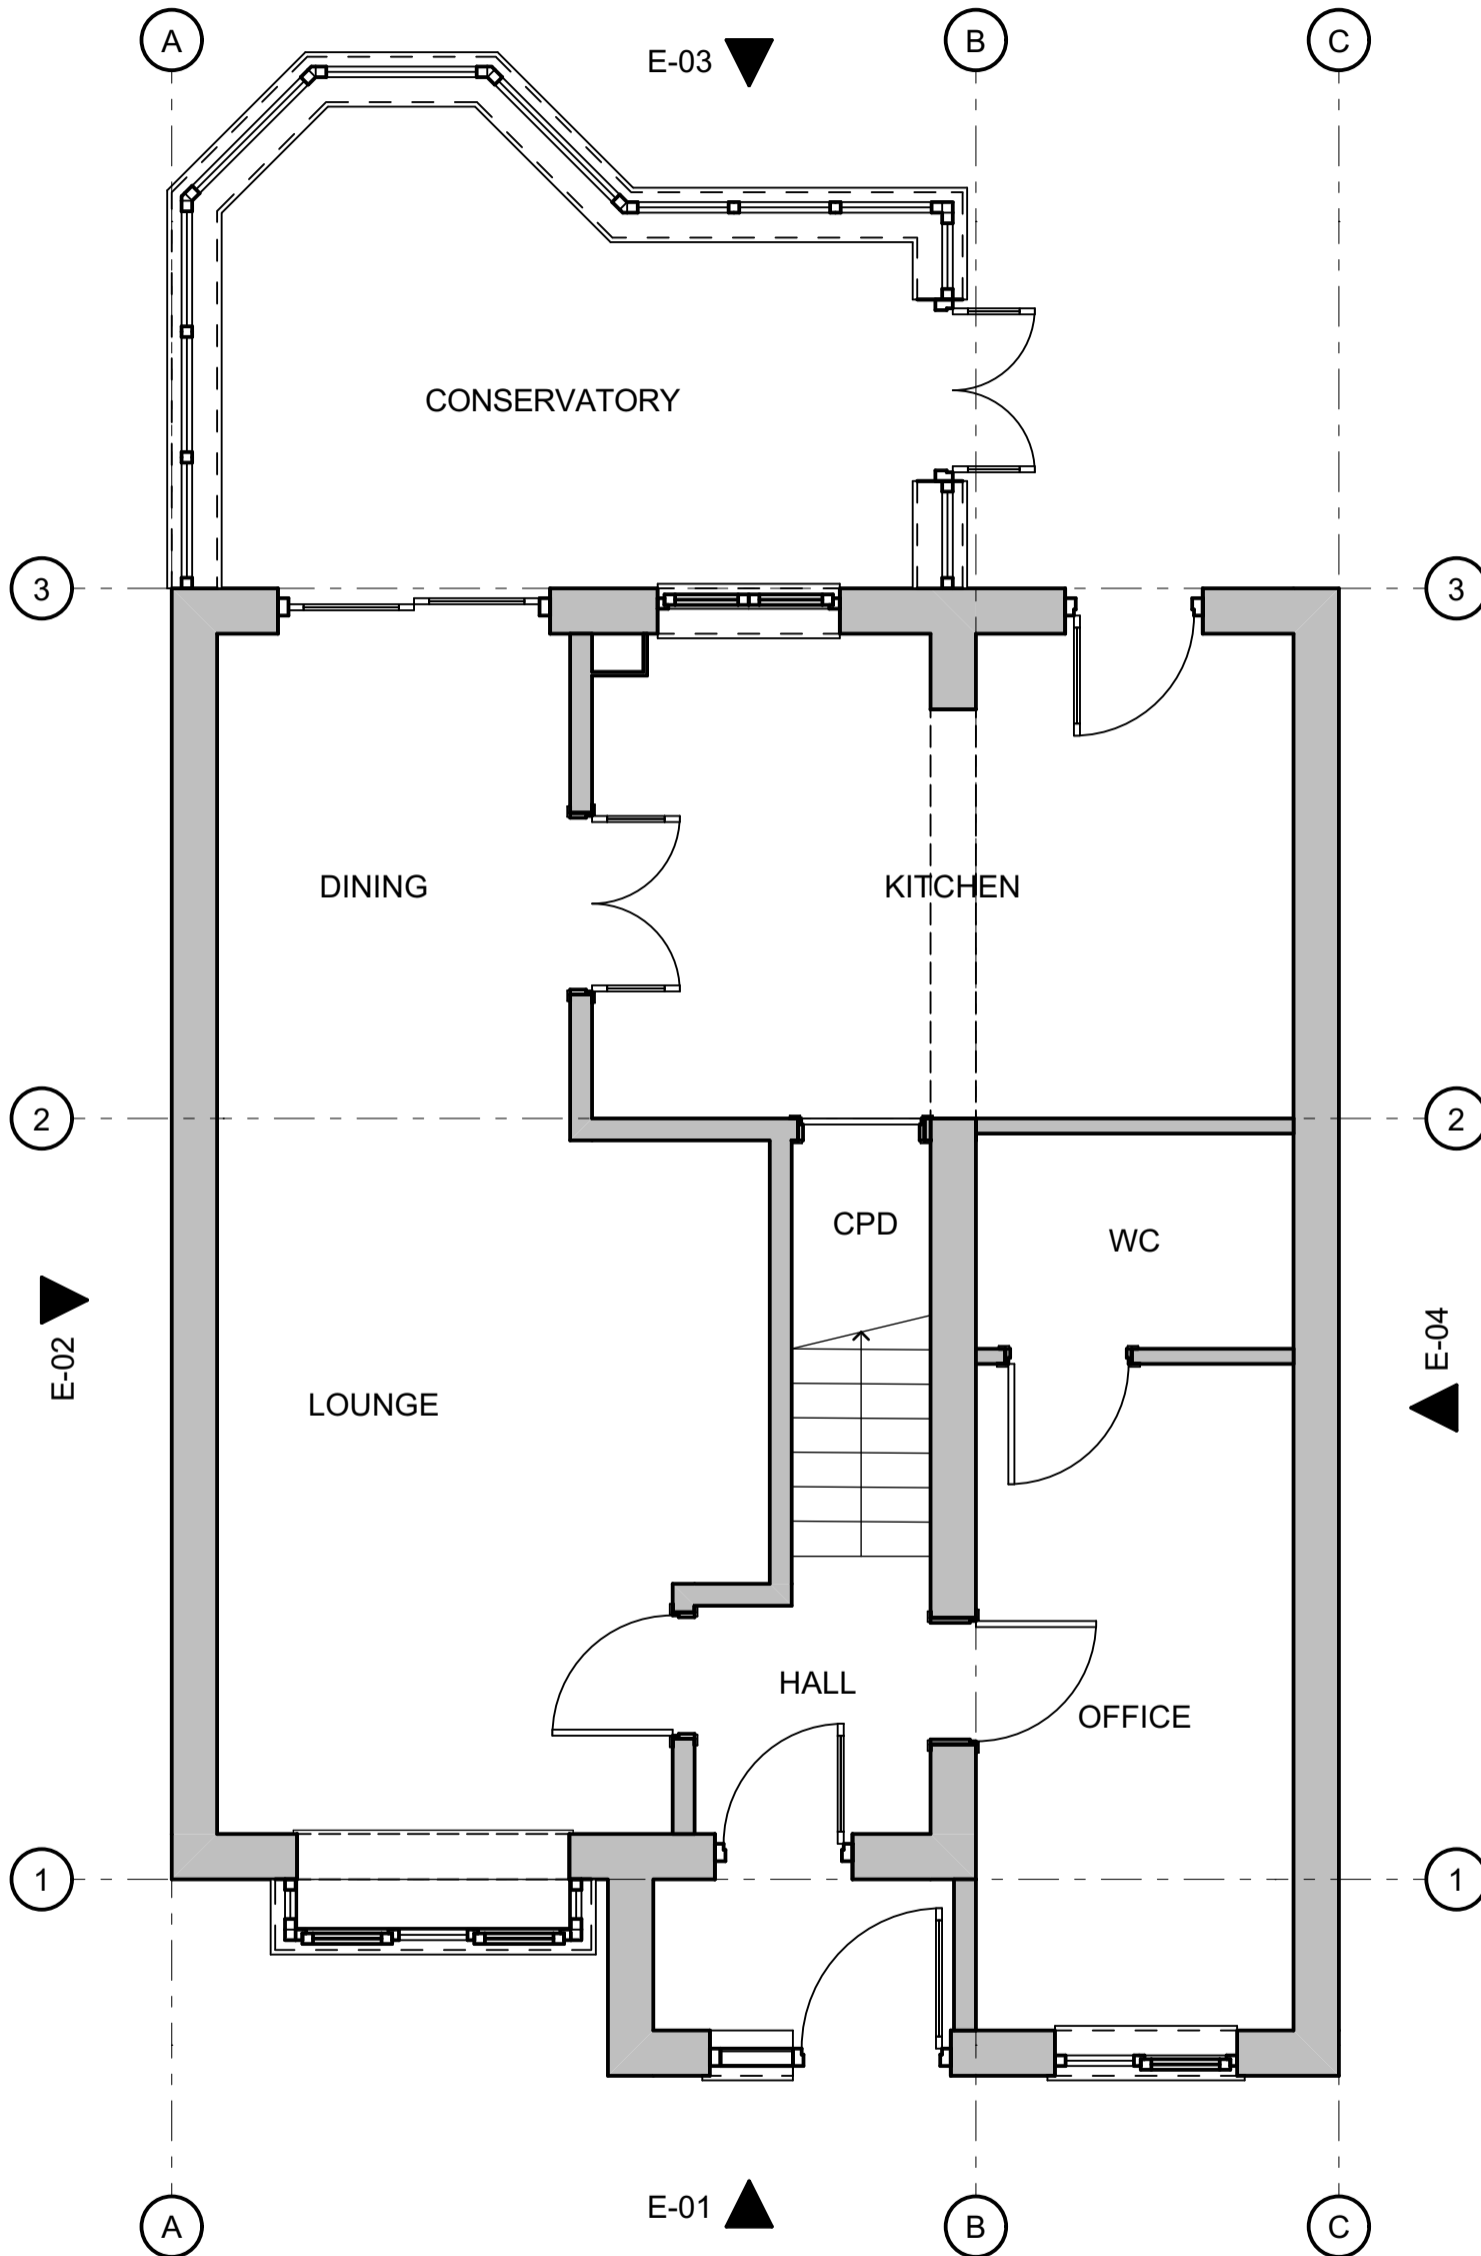 A
E-03
B
C
CONSERVATORY
3
3
DINING
KITCHEN
2
2
CPD
WC
E-02
E-04
LOUNGE
HALL
OFFICE
1
1
E-01
A
B
C